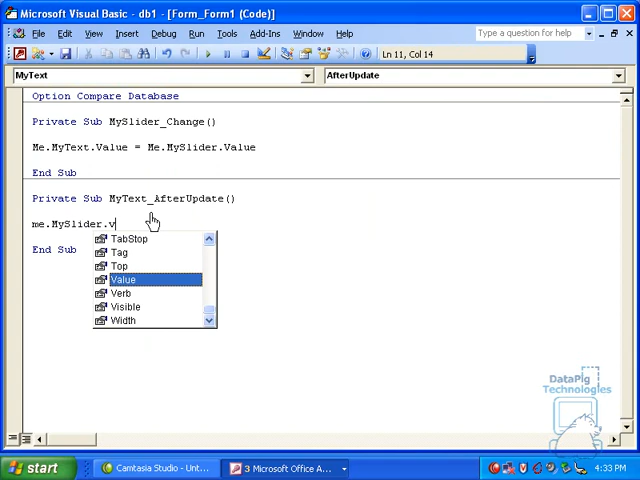 Microsoft Visual Basic - db1 - [Form_Form1 (Code)]
File Edit View Insert Debug Run Tools Add-Ins Window Help
Type a question for help
Ln 11, Col 14
MyText AfterUpdate
Option Compare Database
Private Sub MySlider_Change()
Me.MyText.Value = Me.MySlider.Value
End Sub
Private Sub MyText_AfterUpdate()
me.MySlider.v
TabStop
Tag
Top
Value
Verb
Visible
Width
End Sub
DataPig
Technologies
start Camtasia Studio - Unt... 3 Microsoft Office A... 4:33 PM